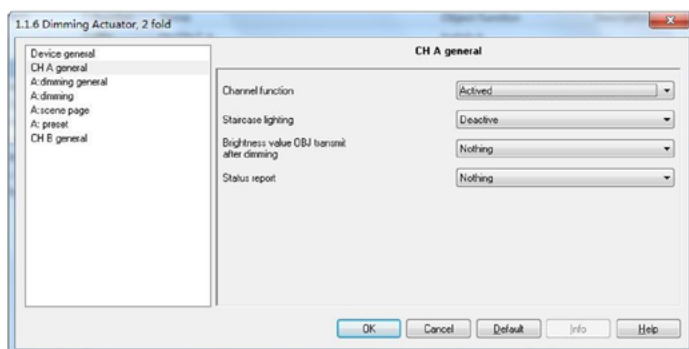 1.1.6 Dimming Actuator, 2 fold
Device general
CH A general
A:dimming general
A:dimming
A:scene page
A: preset
CH B general
CH A general
Channel function
Actived
Staircase lighting
Deactive
Brightness value OBJ transmit
after dimming
Nothing
Status report
Nothing
OK
Cancel
Default
Info
Help